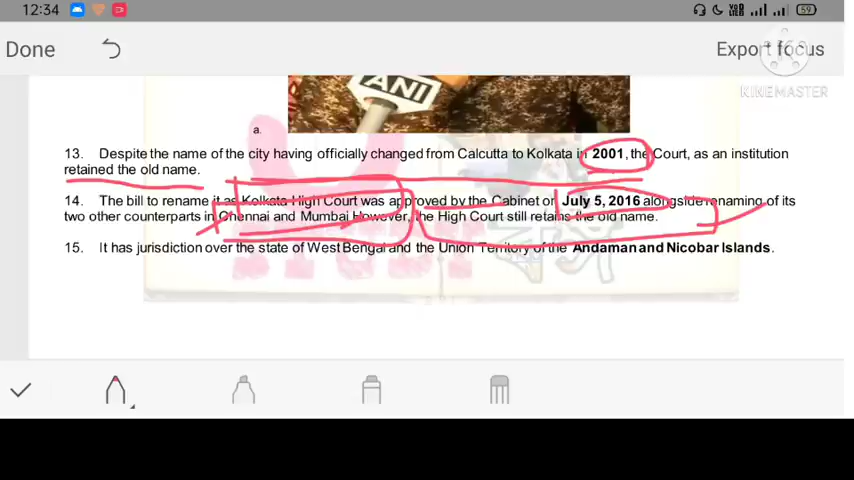 12:34
VoLTE
59
Done
Export focus
KINEMASTER
ANI
a.
13. Despite the name of the city having officially changed from Calcutta to Kolkata in 2001, the Court, as an institution
retained the old name.
14. The bill to rename it as Kolkata High Court was approved by the Cabinet on July 5, 2016 alongside renaming of its
two other counterparts in Chennai and Mumbai However, the High Court still retains the old name.
15. It has jurisdiction over the state of West Bengal and the Union Territory of the Andaman and Nicobar Islands.